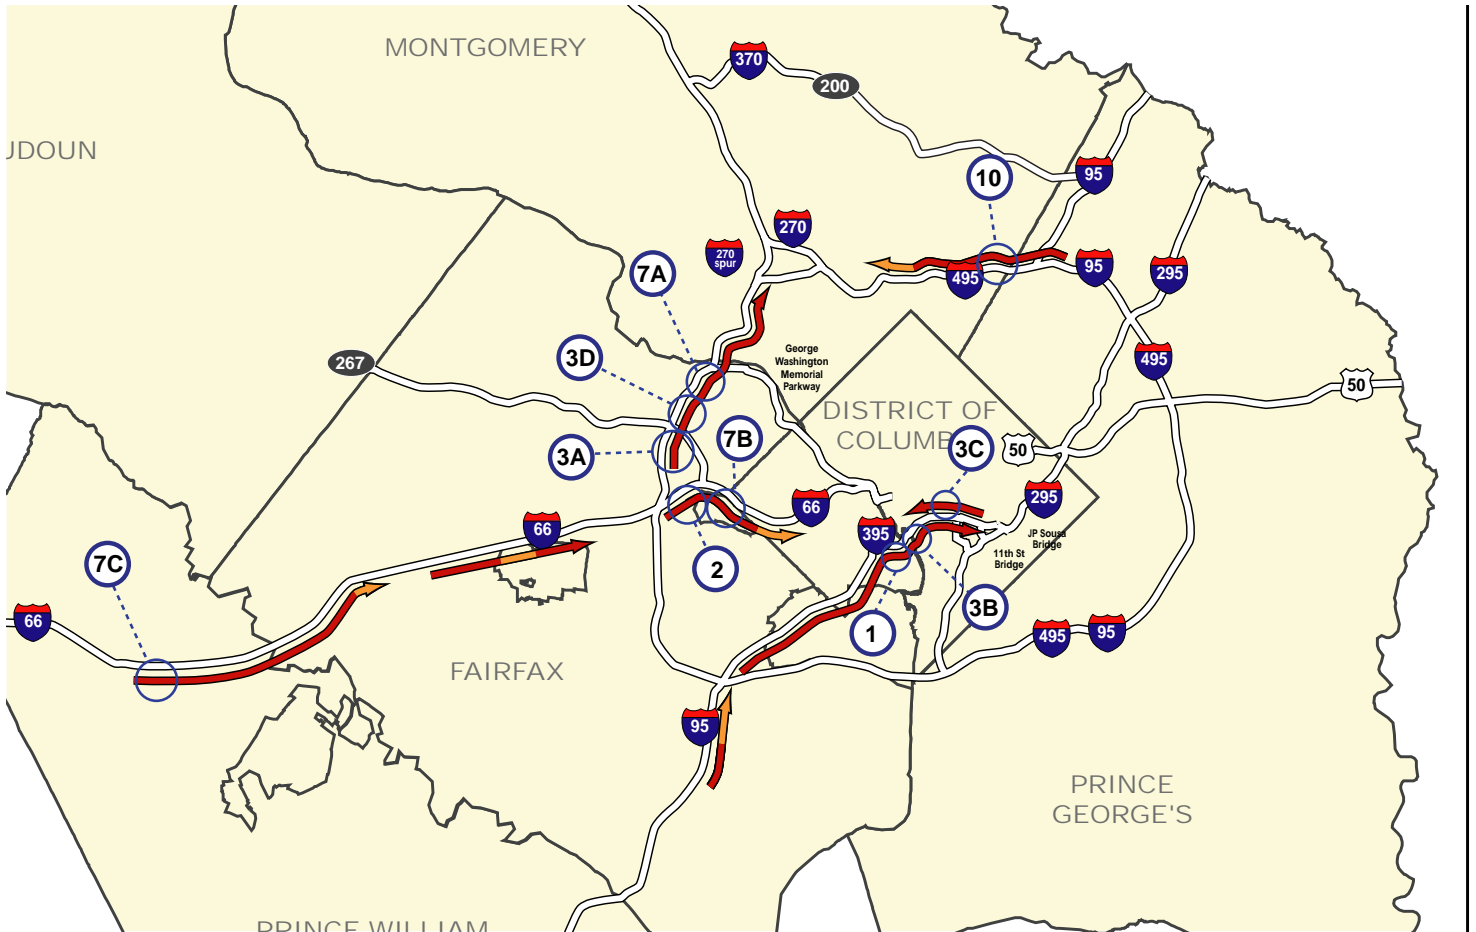 MONTGOMERY
370
200
UDOUN
95
10
270
270
spur
7A
495
95
295
3D
George
Washington
Memorial
Parkway
267
495
50
DISTRICT OF
COLUMB
7B
3A
3C
50
66
295
66
395
JP Sousa
Bridge
11th St
Bridge
7C
2
3B
66
1
495
95
FAIRFAX
95
PRINCE
GEORGE'S
PRINCE WILLIAM